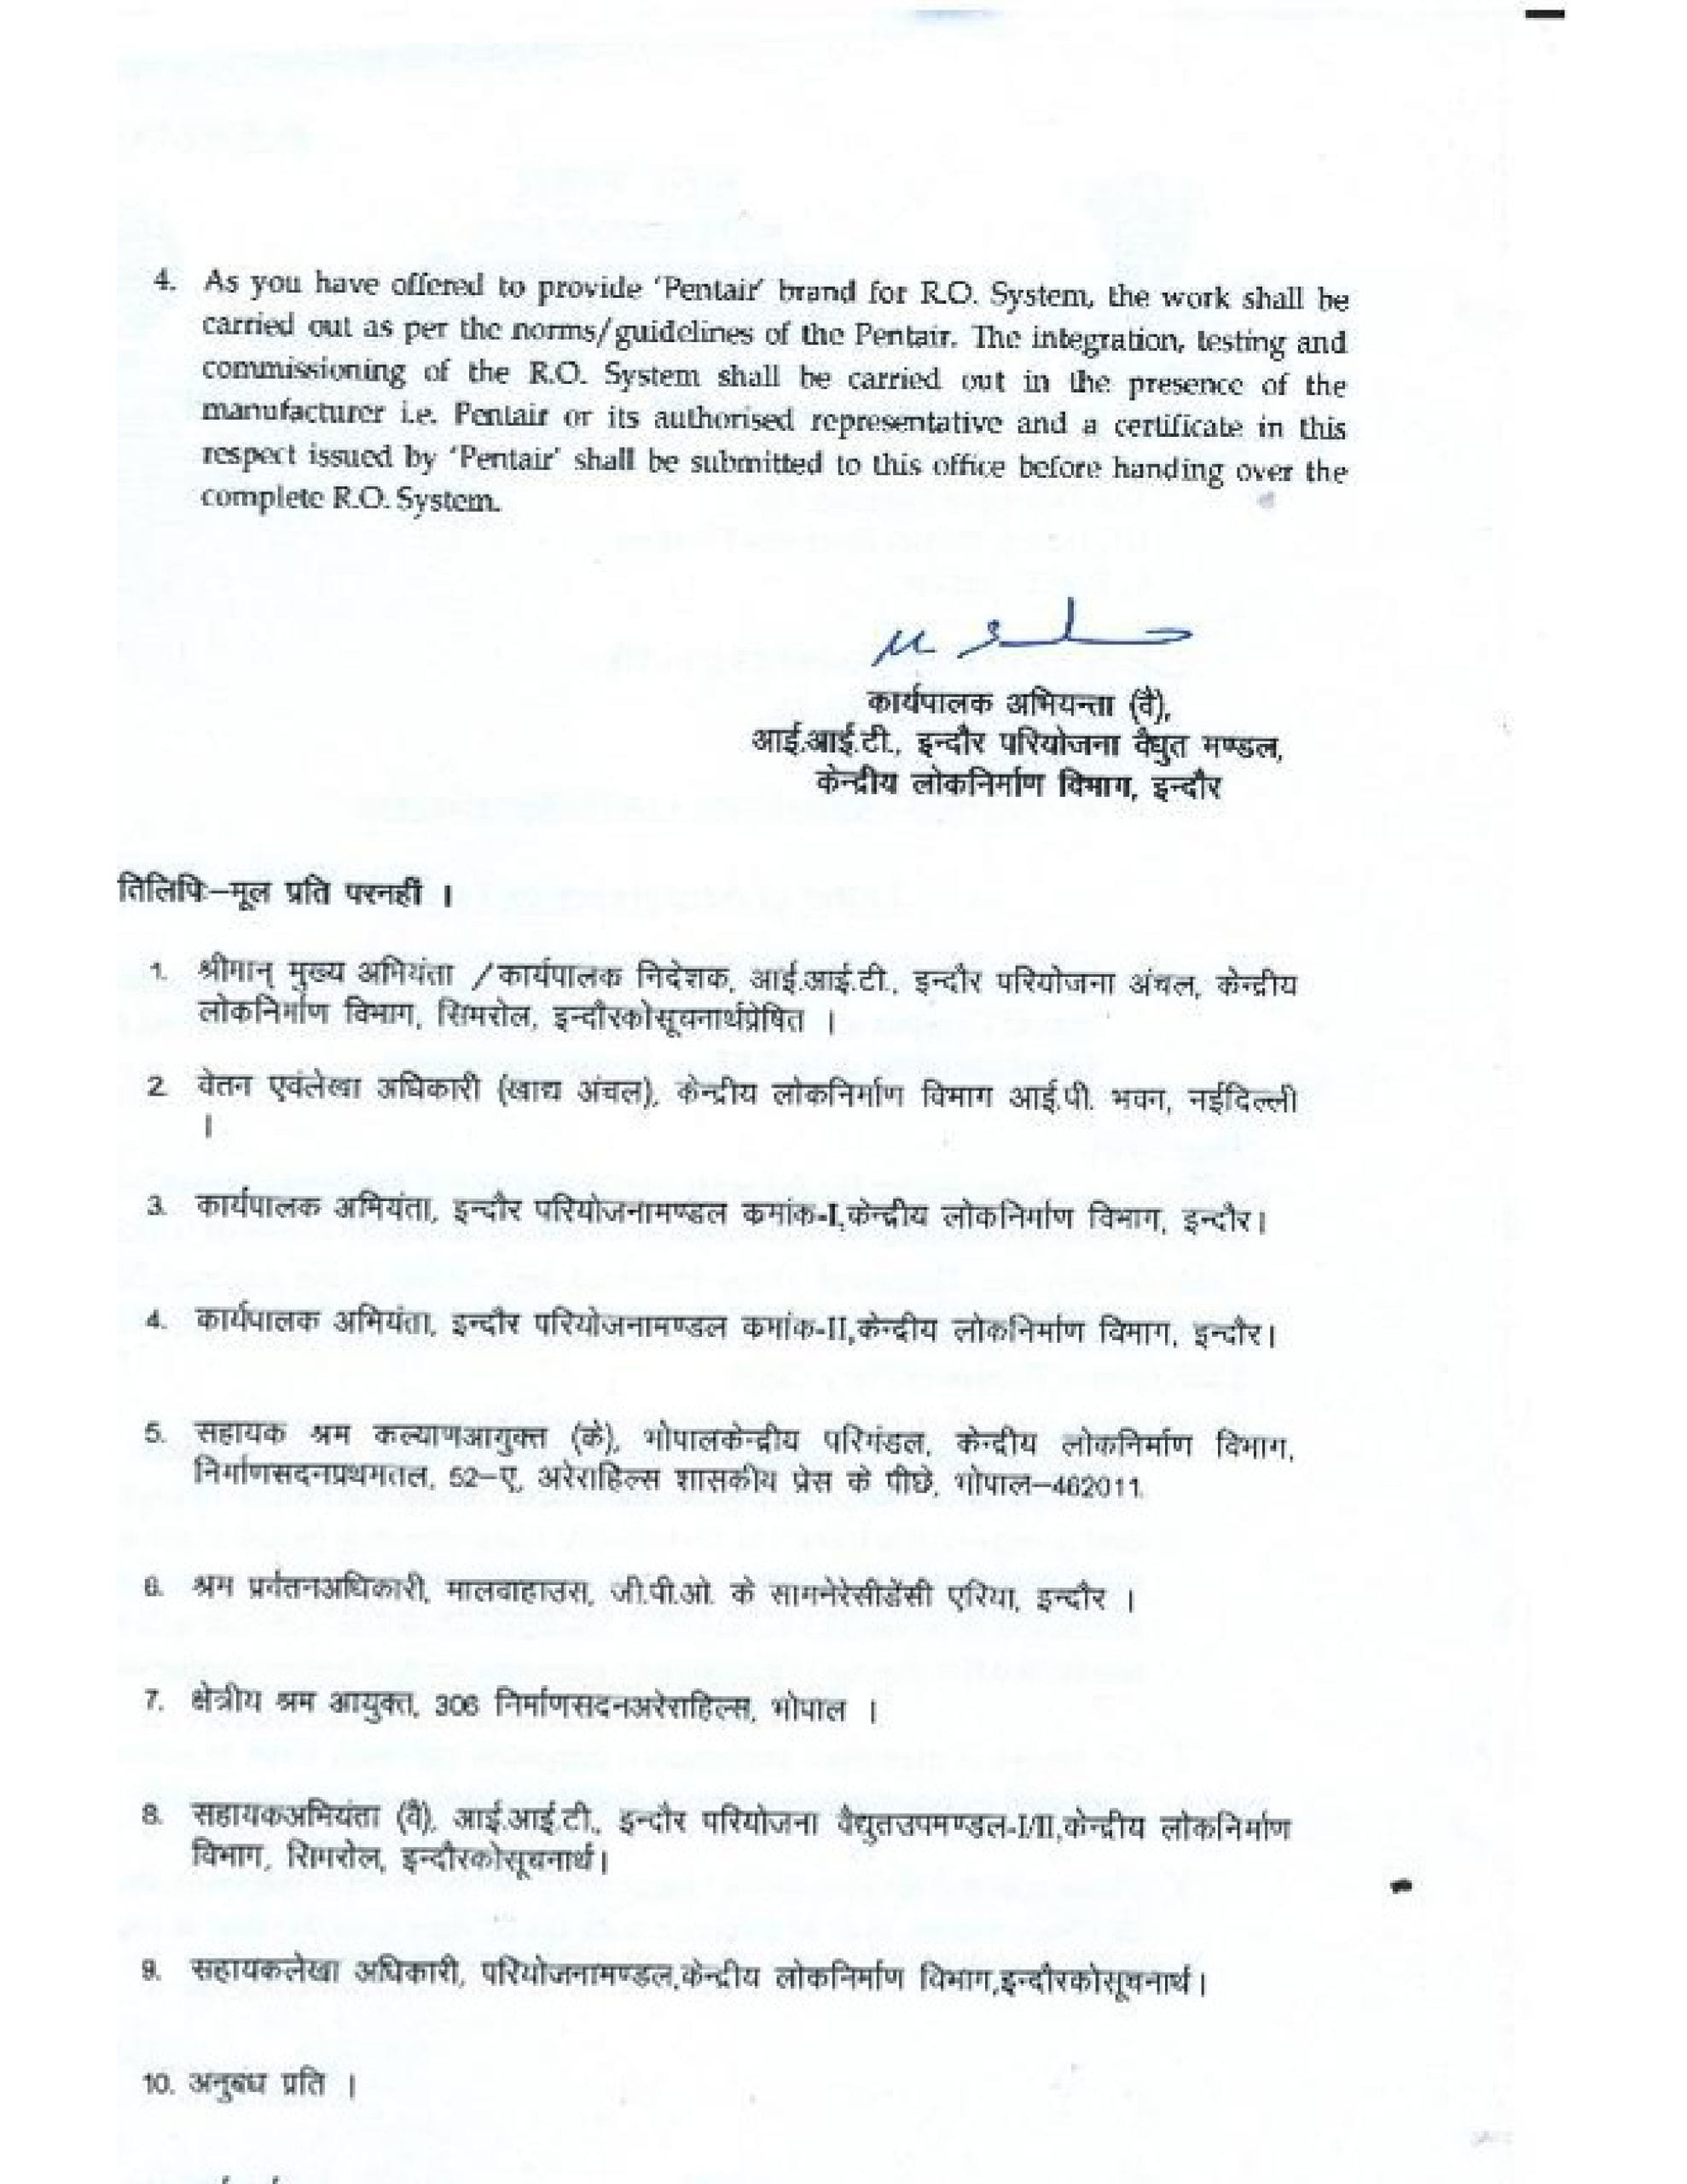 4. As you have offered to provide 'Pentair' brand for R.O. System, the work shall be
carried out as per the norms/guidelines of the Pentair. The integration, testing and
commissioning of the R.O. System shall be carried out in the presence of the
manufacturer i.e. Pentair or its authorised representative and a certificate in this
respect issued by 'Pentair' shall be submitted to this office before handing over the
complete R.O. System.
कार्यपालक अभियन्ता (वै),
आई.आई.टी., इन्दौर परियोजना वैधुत मण्डल,
केन्द्रीय लोकनिर्माण विभाग, इन्दौर
तिलिपिः–मूल प्रति परनहीं ।
1. श्रीमान् मुख्य अभियंता /कार्यपालक निदेशक, आई.आई.टी., इन्दौर परियोजना अंचल, केन्द्रीय
लोकनिर्माण विभाग, सिमरोल, इन्दौरकोसूचनार्थप्रेषित ।
2. वेतन एवंलेखा अधिकारी (खाद्य अंचल), केन्द्रीय लोकनिर्माण विभाग आई.पी. भवन, नईदिल्ली
।
3. कार्यपालक अभियंता, इन्दौर परियोजनामण्डल कमांक-I,केन्द्रीय लोकनिर्माण विभाग, इन्दौर।
4. कार्यपालक अभियंता, इन्दौर परियोजनामण्डल कमांक-II,केन्द्रीय लोकनिर्माण विभाग, इन्दौर।
5. सहायक श्रम कल्याणआयुक्त (के), भोपालकेन्द्रीय परिमंडल, केन्द्रीय लोकनिर्माण विभाग,
निर्माणसदनप्रथमतल, 52–ए, अरेराहिल्स शासकीय प्रेस के पीछे, भोपाल–462011.
6. श्रम प्रर्वतनअधिकारी, मालवाहाउस, जी.पी.ओ. के सामनेरेसीडेंसी एरिया, इन्दौर ।
7. क्षेत्रीय श्रम आयुक्त, 306 निर्माणसदनअरेराहिल्स, भोपाल ।
8. सहायकअभियंता (वै), आई.आई.टी., इन्दौर परियोजना वैद्युतउपमण्डल-I/II,केन्द्रीय लोकनिर्माण
विभाग, सिमरोल, इन्दौरकोसूचनार्थ।
9. सहायकलेखा अधिकारी, परियोजनामण्डल,केन्द्रीय लोकनिर्माण विभाग,इन्दौरकोसूचनार्थ।
10. अनुबंध प्रति ।